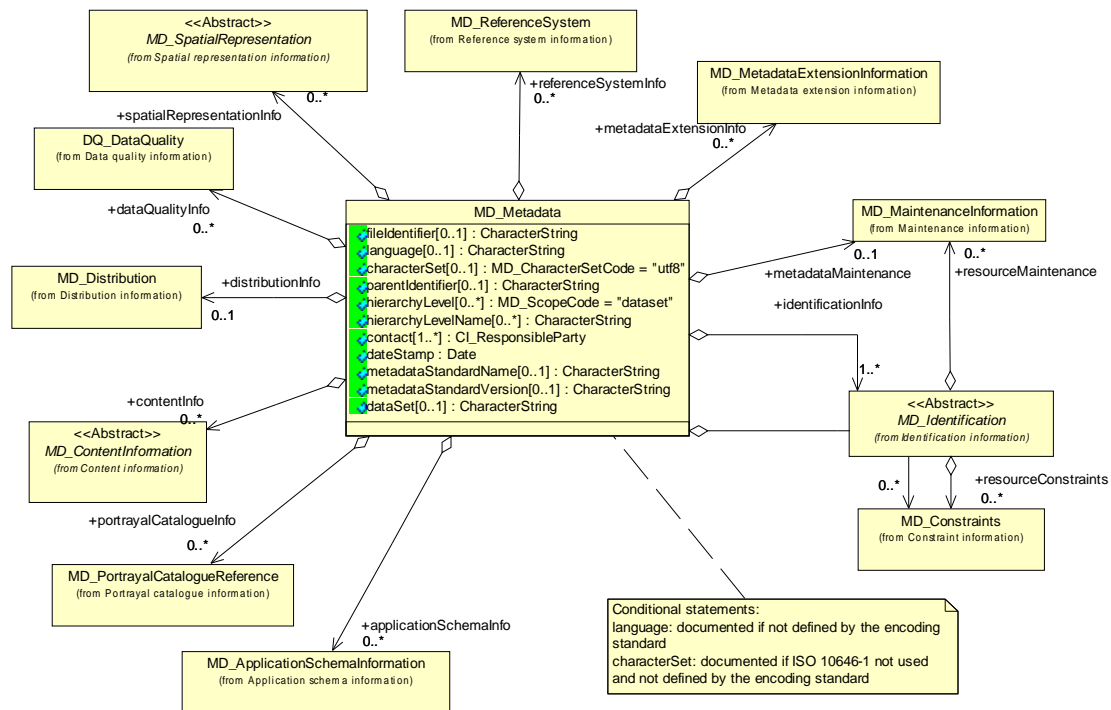 <<Abstract>>
MD_SpatialRepresentation
(from Spatial representation information)
MD_ReferenceSystem
(from Reference system information)
MD_MetadataExtensionInformation
(from Metadata extension information)
0..*
+spatialRepresentationInfo
+referenceSystemInfo
0..*
+metadataExtensionInfo
0..*
DQ_DataQuality
(from Data quality information)
+dataQualityInfo
0..*
MD_Distribution
(from Distribution information)
+distributionInfo
0..1
MD_Metadata
fileIdentifier[0..1] : CharacterString
language[0..1] : CharacterString
characterSet[0..1] : MD_CharacterSetCode = "utf8"
parentIdentifier[0..1] : CharacterString
hierarchyLevel[0..*] : MD_ScopeCode = "dataset"
hierarchyLevelName[0..*] : CharacterString
contact[1..*] : CI_ResponsibleParty
dateStamp : Date
metadataStandardName[0..1] : CharacterString
metadataStandardVersion[0..1] : CharacterString
dataSet[0..1] : CharacterString
MD_MaintenanceInformation
(from Maintenance information)
0..1
0..*
+metadataMaintenance
+resourceMaintenance
+identificationInfo
1..*
<<Abstract>>
MD_Identification
(from Identification information)
0..*
+resourceConstraints
0..*
MD_Constraints
(from Constraint information)
+contentInfo
0..*
<<Abstract>>
MD_ContentInformation
(from Content information)
+portrayalCatalogueInfo
0..*
MD_PortrayalCatalogueReference
(from Portrayal catalogue information)
+applicationSchemaInfo
0..*
MD_ApplicationSchemaInformation
(from Application schema information)
Conditional statements:
language: documented if not defined by the encoding
standard
characterSet: documented if ISO 10646-1 not used
and not defined by the encoding standard